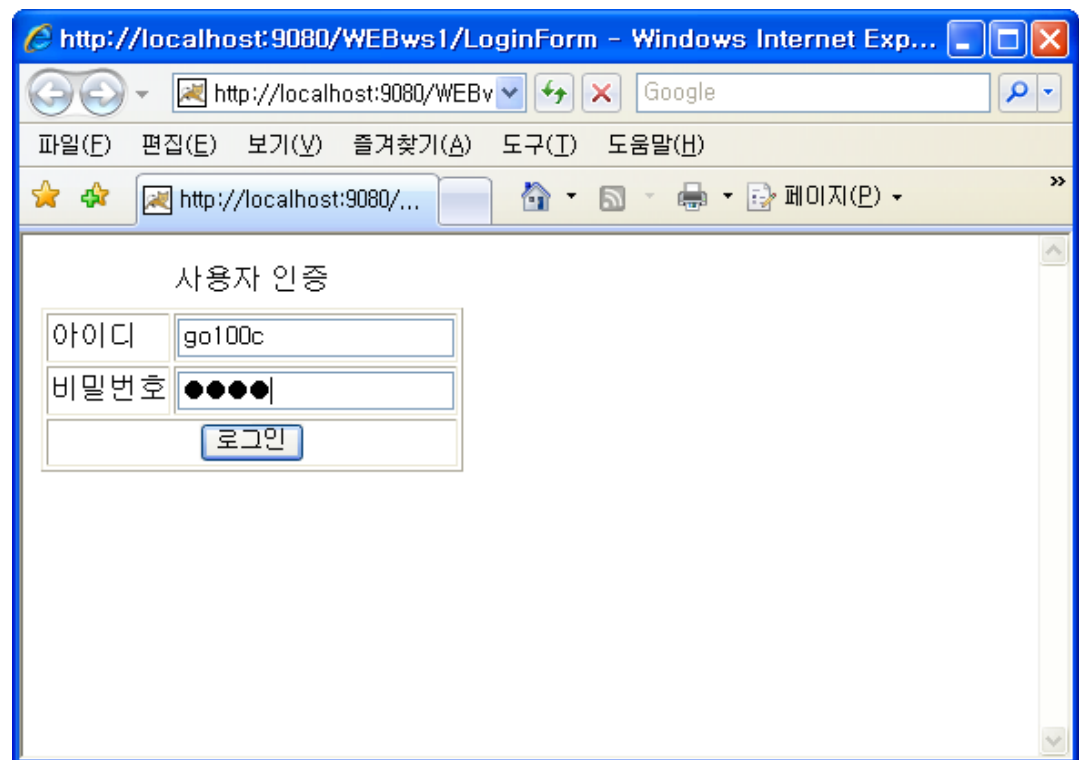 http://localhost:9080/WEBws1/LoginForm - Windows Internet Exp...
http://localhost:9080/WEBv
Google
파일(F) 편집(E) 보기(V) 즐겨찾기(A) 도구(T) 도움말(H)
http://localhost:9080/...
페이지(P)
»
사용자 인증
아이디 go100c
비밀번호 ●●●●
로그인